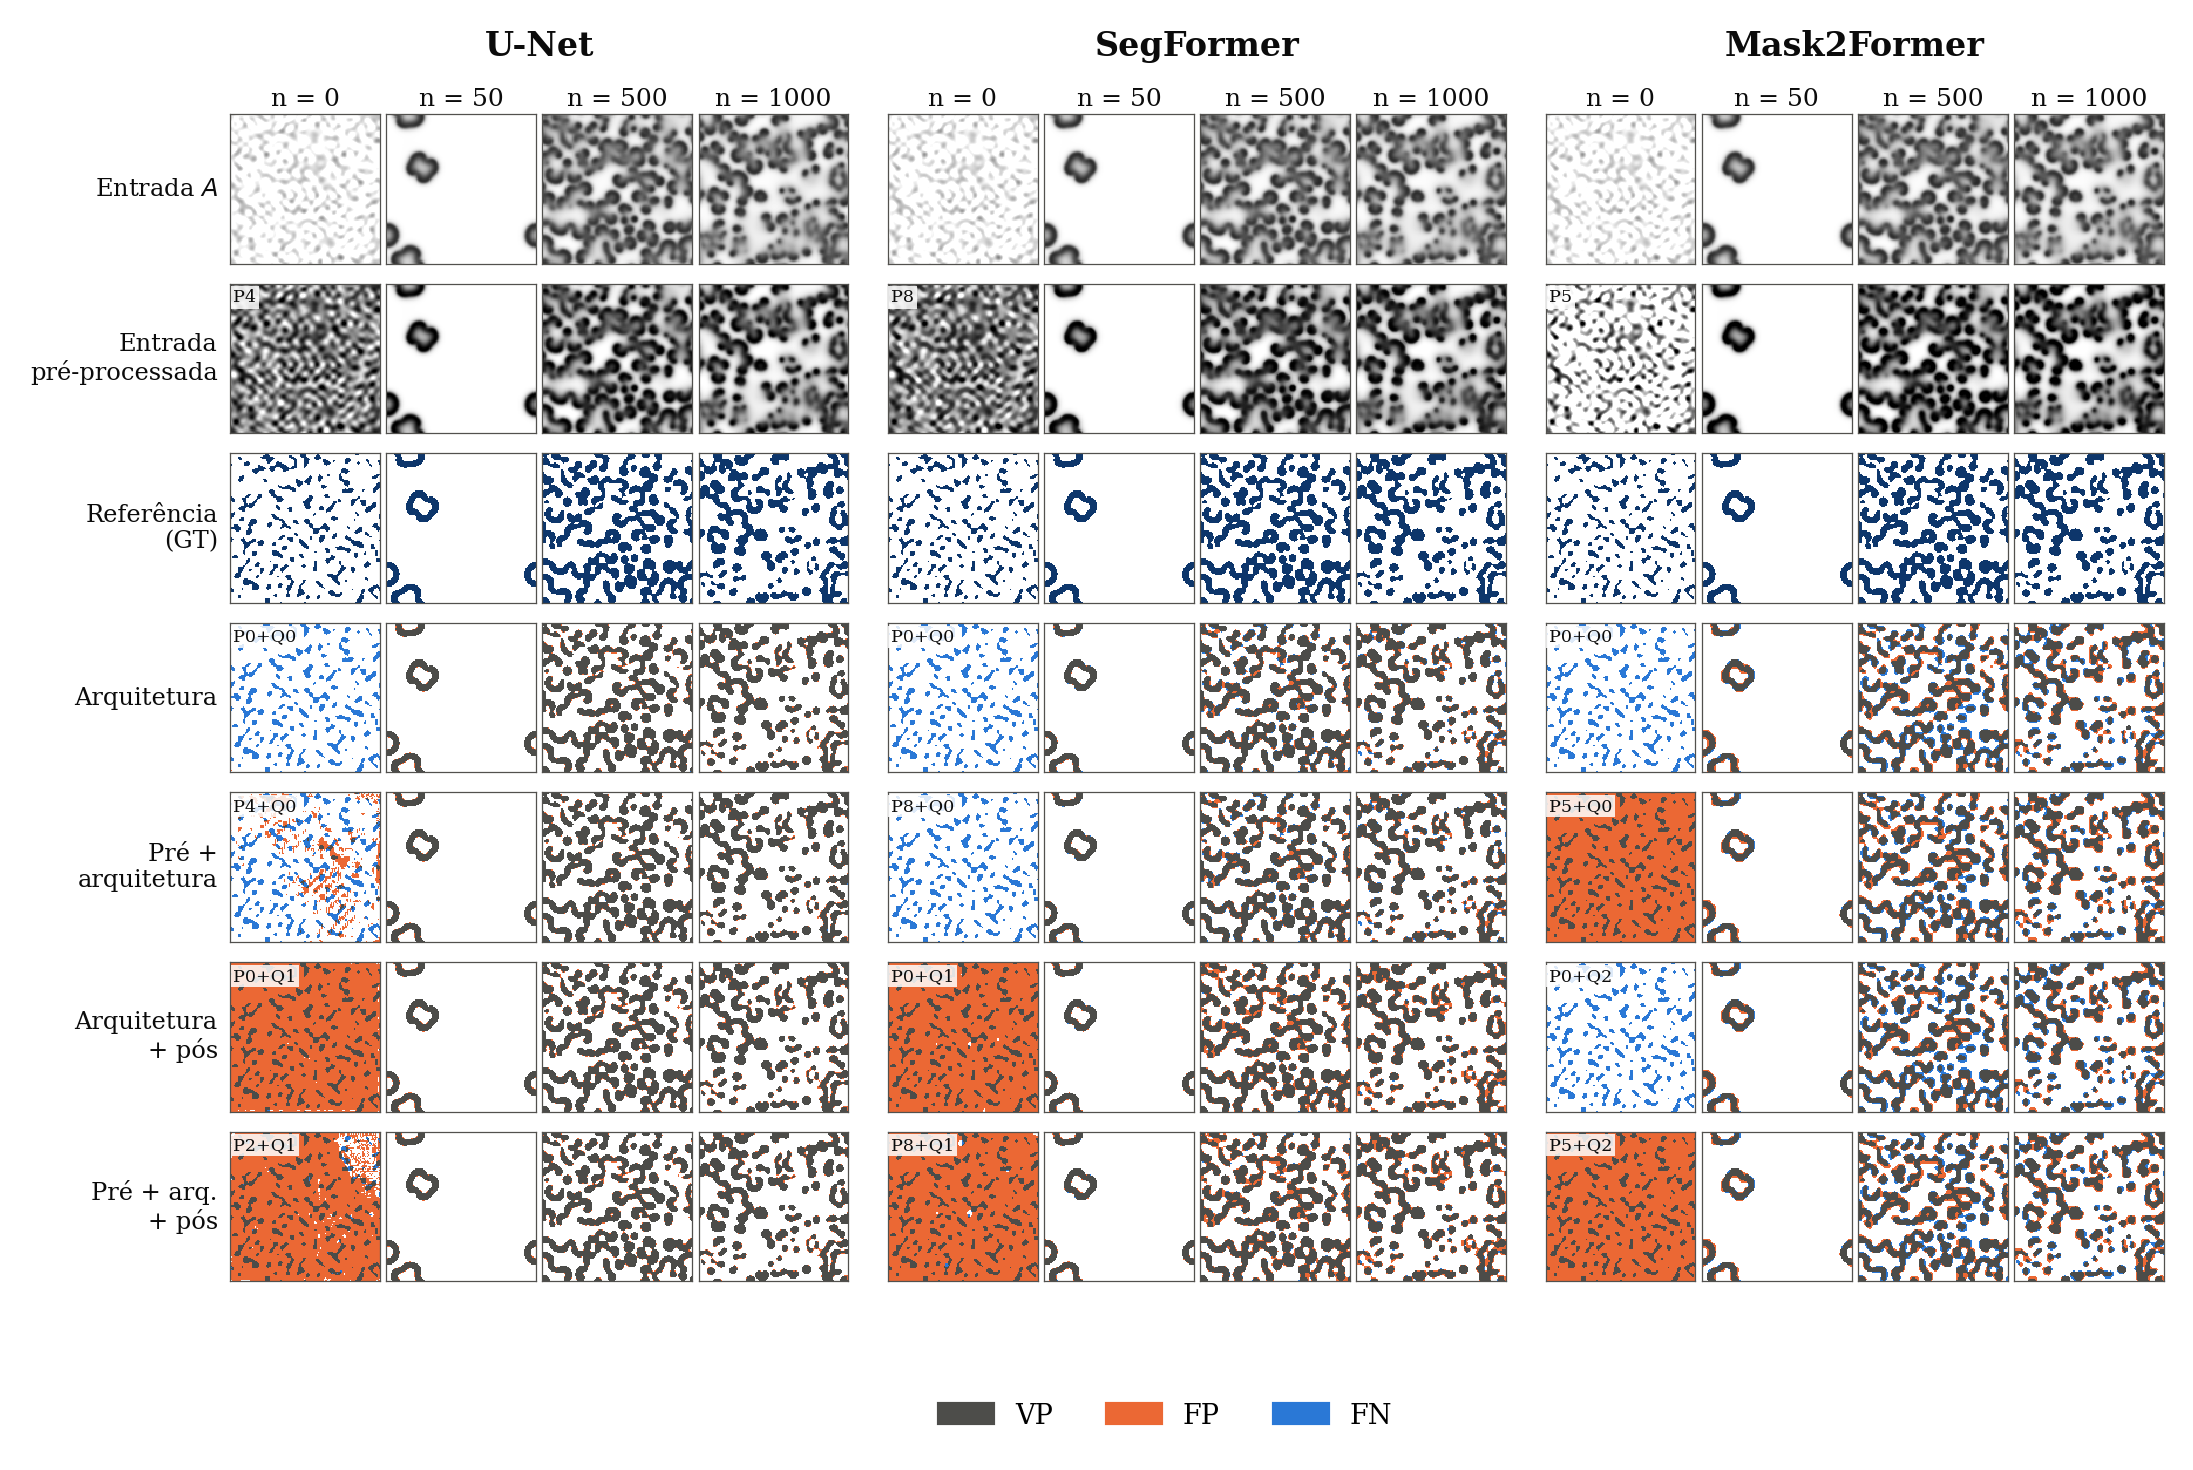 U-Net SegFormer Mask2Former
n = 0 n = 50 n = 500 n = 1000 n = 0 n = 50 n = 500 n = 1000 n = 0 n = 50 n = 500 n = 1000
Entrada A
P4 P8 P5
Entrada
pré-processada
Referência
(GT)
P0+Q0 P0+Q0 P0+Q0
Arquitetura
P4+Q0 P8+Q0 P5+Q0
Pré +
arquitetura
P0+Q1 P0+Q1 P0+Q2
Arquitetura
+ pós
P2+Q1 P8+Q1 P5+Q2
Pré + arq.
+ pós
VP FP FN